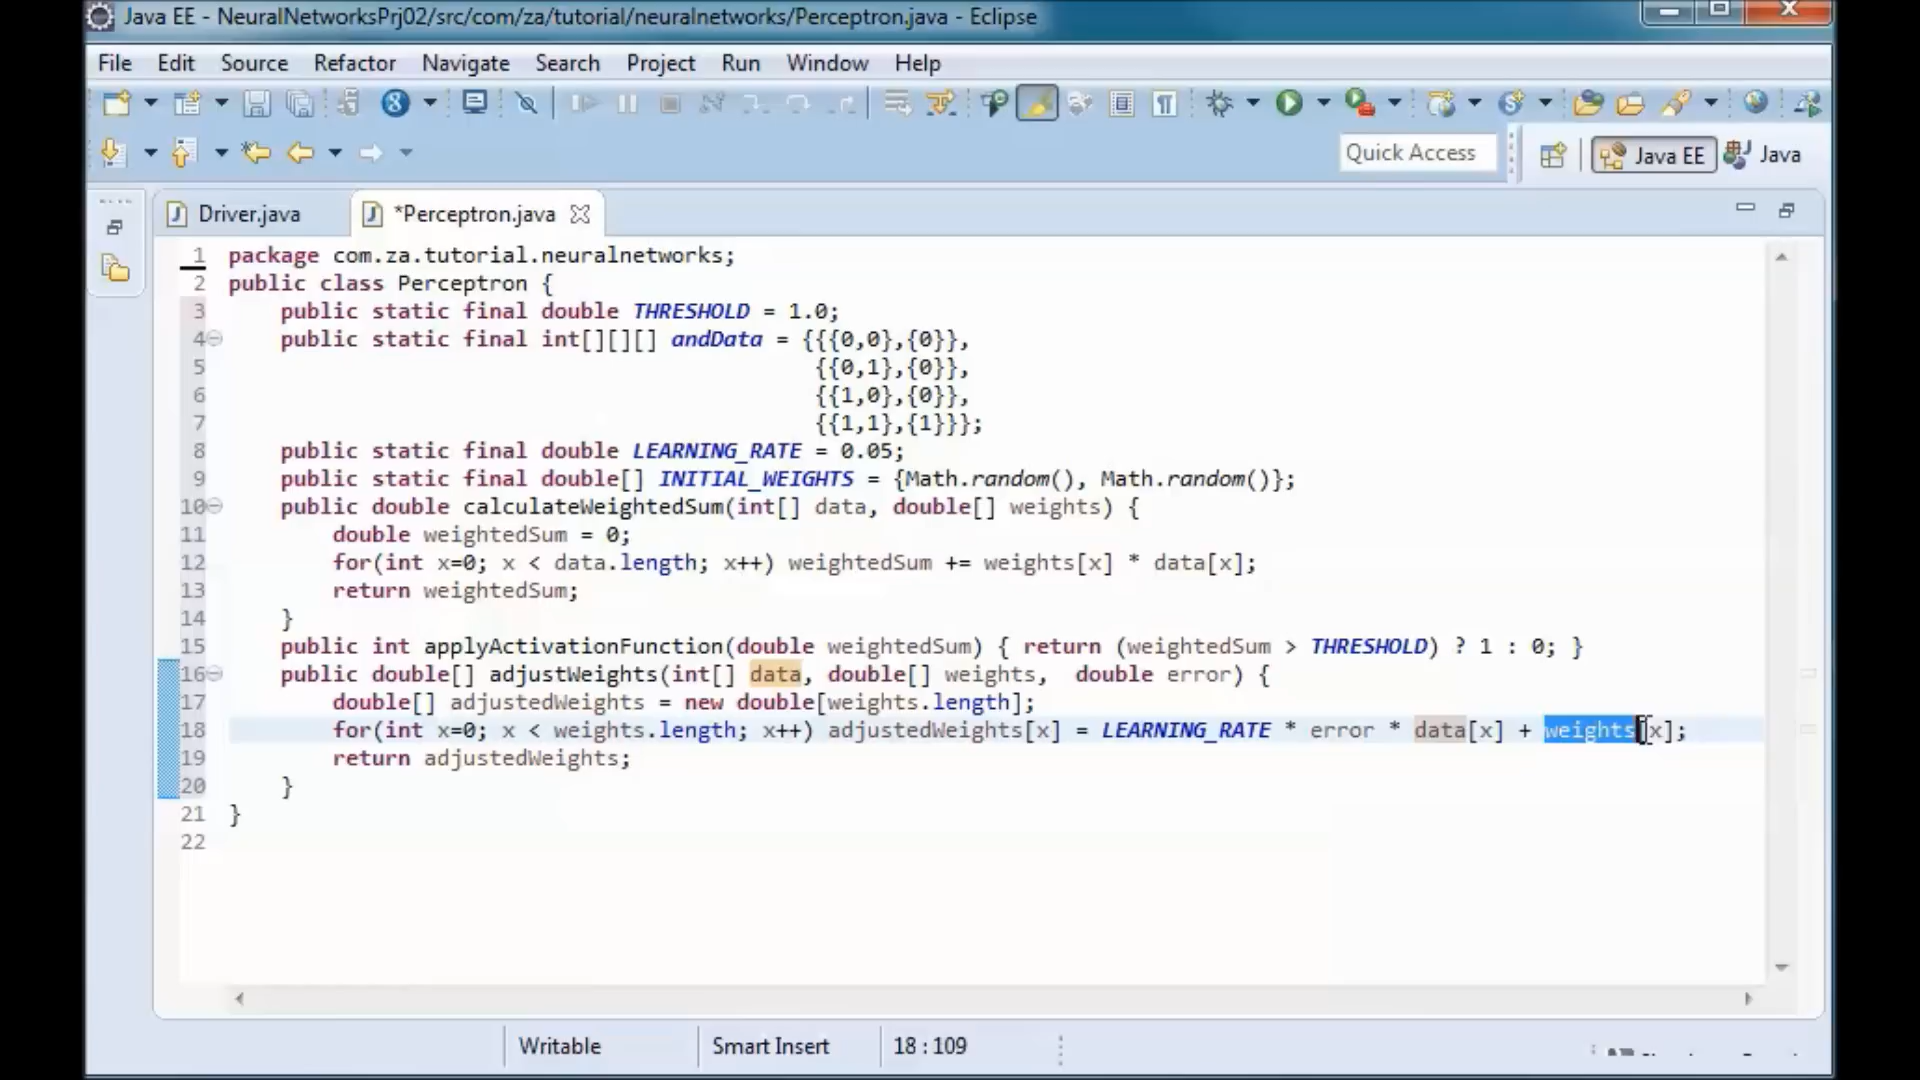 Java EE - NeuralNetworksPrj02/src/com/za/tutorial/neuralnetworks/Perceptron.java - Eclipse
File Edit Source Refactor Navigate Search Project Run Window Help
Quick Access Java EE Java
Driver.java *Perceptron.java
1 package com.za.tutorial.neuralnetworks;
2 public class Perceptron {
3 public static final double THRESHOLD = 1.0;
4 public static final int[][][] andData = {{{0,0},{0}},
5 {{0,1},{0}},
6 {{1,0},{0}},
7 {{1,1},{1}}};
8 public static final double LEARNING_RATE = 0.05;
9 public static final double[] INITIAL_WEIGHTS = {Math.random(), Math.random()};
10 public double calculateWeightedSum(int[] data, double[] weights) {
11 double weightedSum = 0;
12 for(int x=0; x < data.length; x++) weightedSum += weights[x] * data[x];
13 return weightedSum;
14 }
15 public int applyActivationFunction(double weightedSum) { return (weightedSum > THRESHOLD) ? 1 : 0; }
16 public double[] adjustWeights(int[] data, double[] weights, double error) {
17 double[] adjustedWeights = new double[weights.length];
18 for(int x=0; x < weights.length; x++) adjustedWeights[x] = LEARNING_RATE * error * data[x] + weights[x];
19 return adjustedWeights;
20 }
21 }
22
Writable Smart Insert 18 : 109